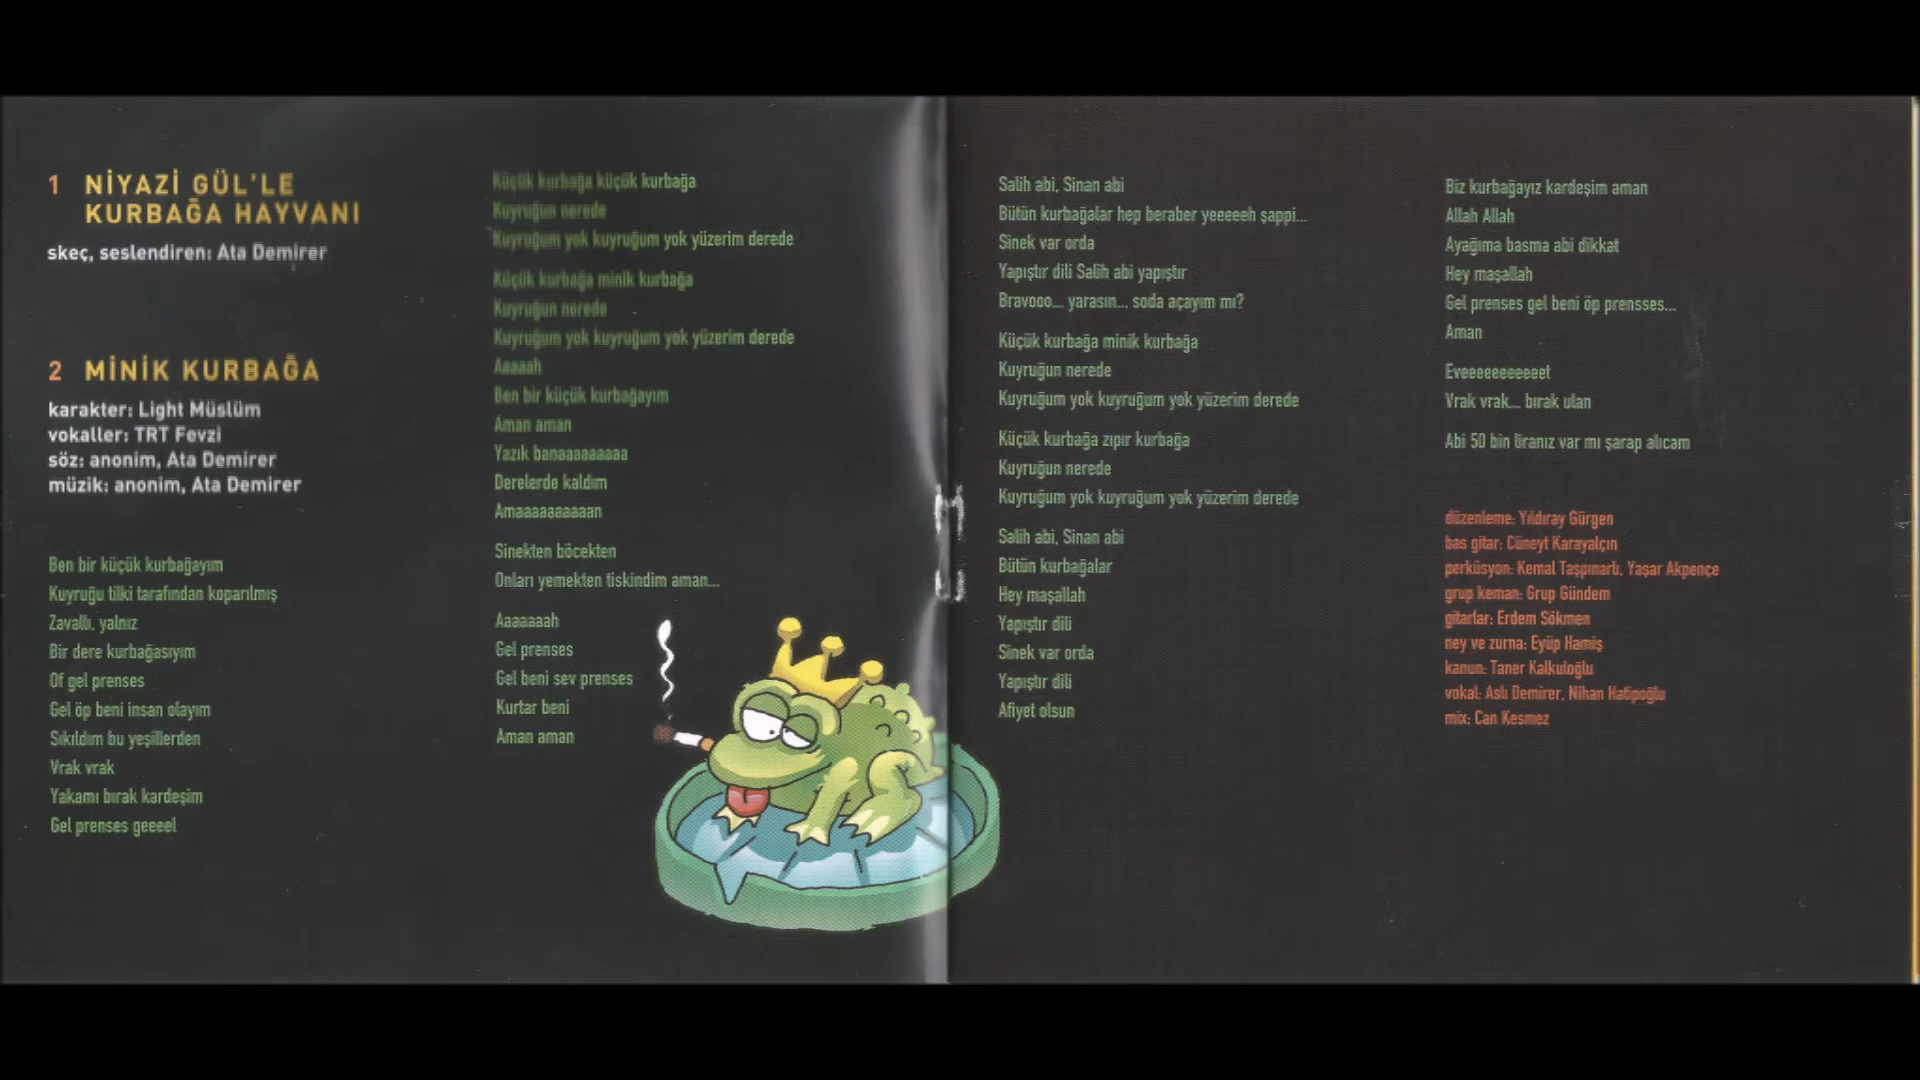 1 NİYAZİ GÜL'LE
KURBAĞA HAYVANI
skeç, seslendiren: Ata Demirer
2 MİNİK KURBAĞA
karakter: Light Müslüm
vokaller: TRT Fevzi
söz: anonim, Ata Demirer
müzik: anonim, Ata Demirer
Ben bir küçük kurbağayım
Kuyruğu tilki tarafından koparılmış
Zavallı, yalnız
Bir dere kurbağasıyım
Of gel prenses
Gel öp beni insan olayım
Sıkıldım bu yeşillerden
Vrak vrak
Yakamı bırak kardeşim
Gel prenses geeeel
Küçük kurbağa küçük kurbağa
Kuyruğun nerede
Kuyruğum yok kuyruğum yok yüzerim derede
Küçük kurbağa minik kurbağa
Kuyruğun nerede
Kuyruğum yok kuyruğum yok yüzerim derede
Aaaaah
Ben bir küçük kurbağayım
Aman aman
Yazık banaaaaaaaaa
Derelerde kaldım
Amaaaaaaaaaan
Sinekten böcekten
Onları yemekten tiskindim aman...
Aaaaaaah
Gel prenses
Gel beni sev prenses
Kurtar beni
Aman aman
Salih abi, Sinan abi
Bütün kurbağalar hep beraber yeeeeeh şappi...
Sinek var orda
Yapıştır dili Salih abi yapıştır
Bravooo... yarasın... soda açayım mı?
Küçük kurbağa minik kurbağa
Kuyruğun nerede
Kuyruğum yok kuyruğum yok yüzerim derede
Küçük kurbağa zıpır kurbağa
Kuyruğun nerede
Kuyruğum yok kuyruğum yok yüzerim derede
Salih abi, Sinan abi
Bütün kurbağalar
Hey maşallah
Yapıştır dili
Sinek var orda
Yapıştır dili
Afiyet olsun
Biz kurbağayız kardeşim aman
Allah Allah
Ayağıma basma abi dikkat
Hey maşallah
Gel prenses gel beni öp prensses...
Aman
Eveeeeeeeeeeet
Vrak vrak... bırak ulan
Abi 50 bin liranız var mı şarap alıcam
düzenleme: Yıldıray Gürgen
bas gitar: Cüneyt Karayalçın
perküsyon: Kemal Taşpınarlı, Yaşar Akpençe
grup keman: Grup Gündem
gitarlar: Erdem Sökmen
ney ve zurna: Eyüp Hamiş
kanun: Taner Kalkuloğlu
vokal: Aslı Demirer, Nihan Hatipoğlu
mix: Can Kesmez